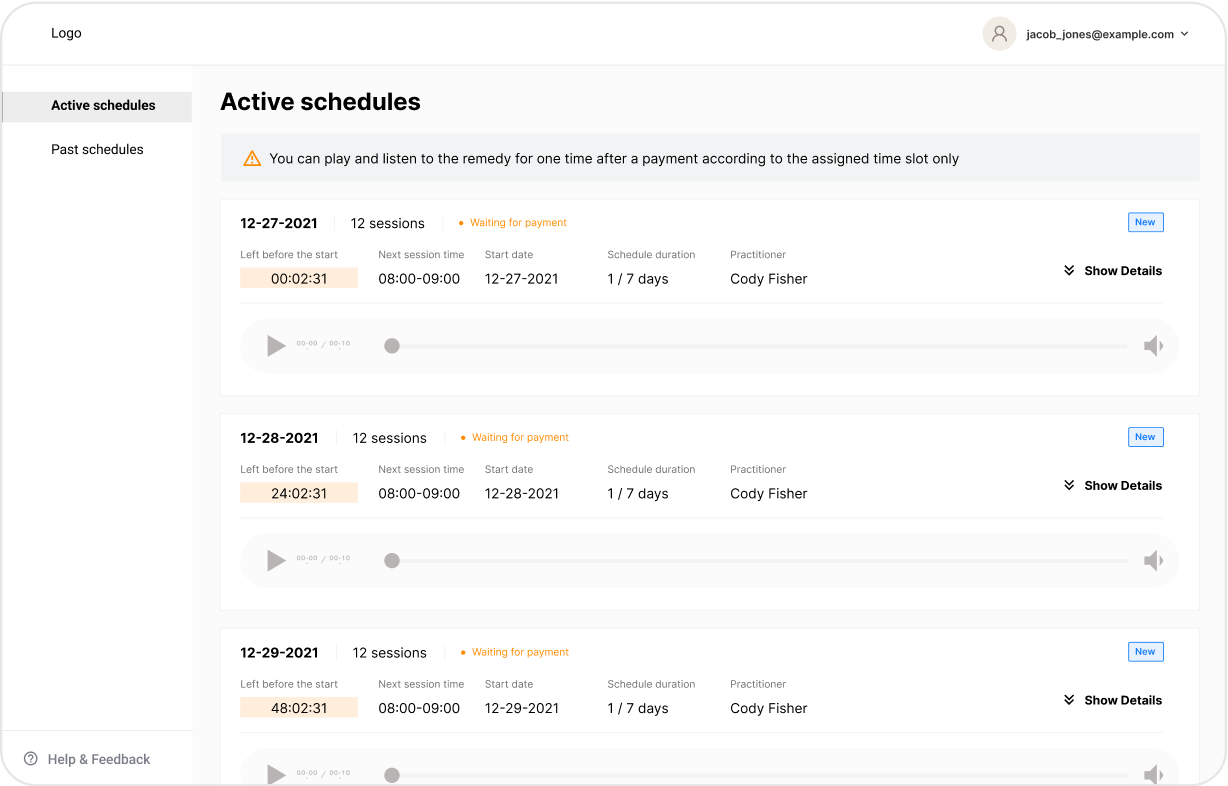 Logo
jacob_jones@example.com
Active schedules
Past schedules
Help & Feedback
Active schedules
You can play and listen to the remedy for one time after a payment according to the assigned time slot only
12-27-2021 12 sessions Waiting for payment New
Left before the start Next session time Start date Schedule duration Practitioner
00:02:31 08:00-09:00 12-27-2021 1 / 7 days Cody Fisher
Show Details
00:00 / 00:10
12-28-2021 12 sessions Waiting for payment New
Left before the start Next session time Start date Schedule duration Practitioner
24:02:31 08:00-09:00 12-28-2021 1 / 7 days Cody Fisher
Show Details
00:00 / 00:10
12-29-2021 12 sessions Waiting for payment New
Left before the start Next session time Start date Schedule duration Practitioner
48:02:31 08:00-09:00 12-29-2021 1 / 7 days Cody Fisher
Show Details
00:00 / 00:10